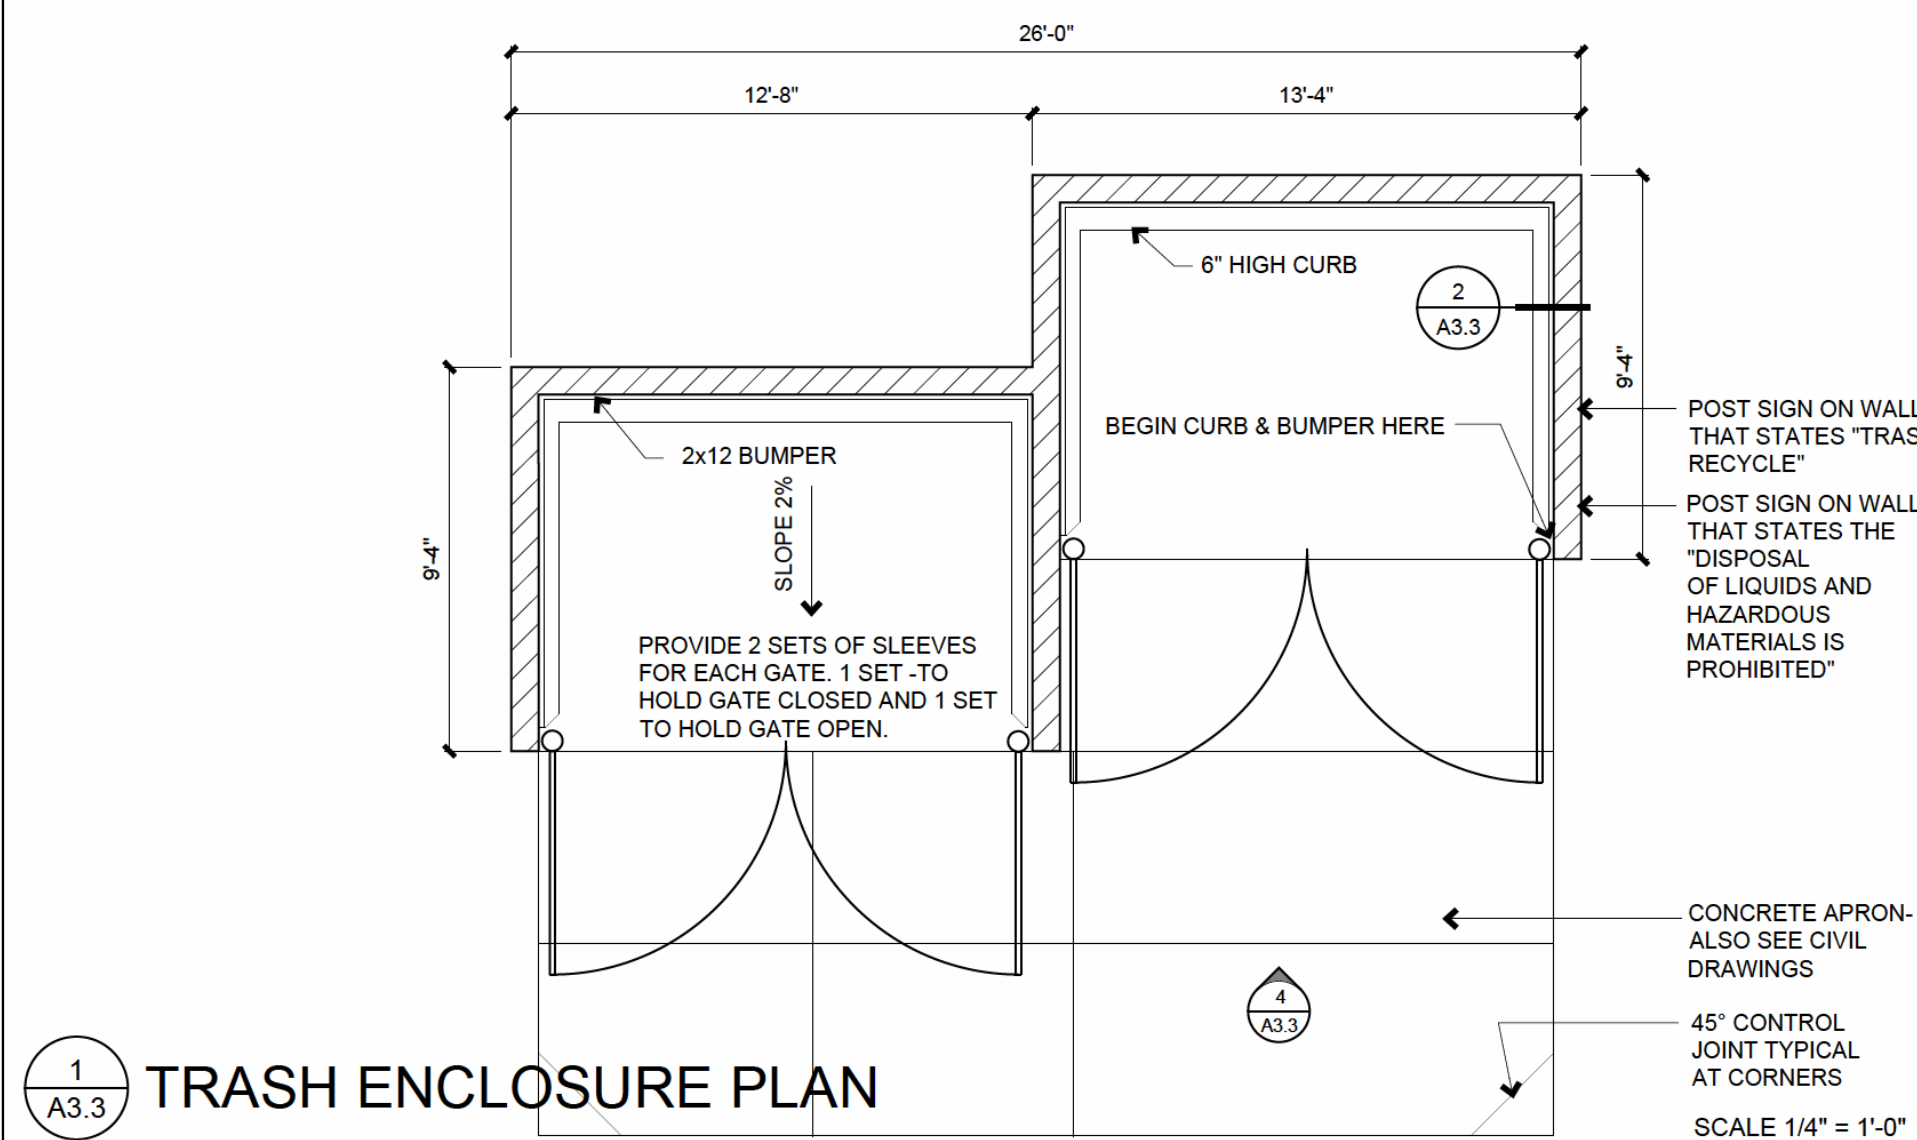 26'-0"
12'-8"
13'-4"
6" HIGH CURB
2
A3.3
9'-4"
BEGIN CURB & BUMPER HERE
POST SIGN ON WALL
THAT STATES "TRAS
RECYCLE"
POST SIGN ON WALL
THAT STATES THE
"DISPOSAL
OF LIQUIDS AND
HAZARDOUS
MATERIALS IS
PROHIBITED"
2x12 BUMPER
SLOPE 2%
9'-4"
PROVIDE 2 SETS OF SLEEVES
FOR EACH GATE. 1 SET -TO
HOLD GATE CLOSED AND 1 SET
TO HOLD GATE OPEN.
CONCRETE APRON-
ALSO SEE CIVIL
DRAWINGS
4
A3.3
45° CONTROL
JOINT TYPICAL
AT CORNERS
1
A3.3
TRASH ENCLOSURE PLAN
SCALE 1/4" = 1'-0"